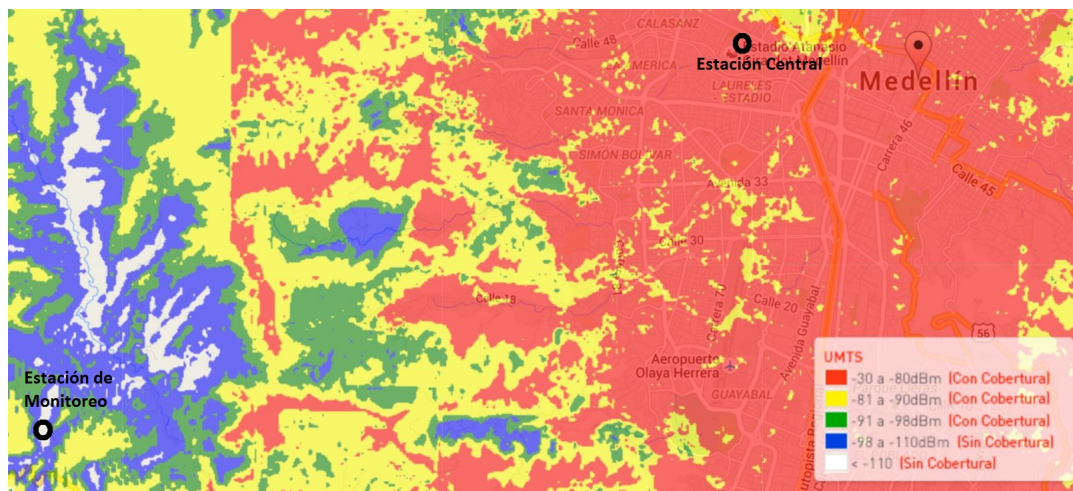 CALASANZ
Calle 48
Estadio Atanasio
Girardot Medellín
Estación Central
LA AMERICA
Medellín
LAURELES
- ESTADIO
SANTA MONICA
Carrera 46
SIMÓN BOLIVAR
Calle 45
Avenida 33
Calle 30
Calle 18
Carrera 70
Calle 20
Avenida Guayabal
56
Aeropuerto
Olaya Herrera
GUAYABAL
Estación de
Monitoreo
UMTS
-30 a -80dBm (Con Cobertura)
-81 a -90dBm (Con Cobertura)
-91 a -98dBm (Con Cobertura)
-98 a -110dBm (Sin Cobertura)
< -110 (Sin Cobertura)